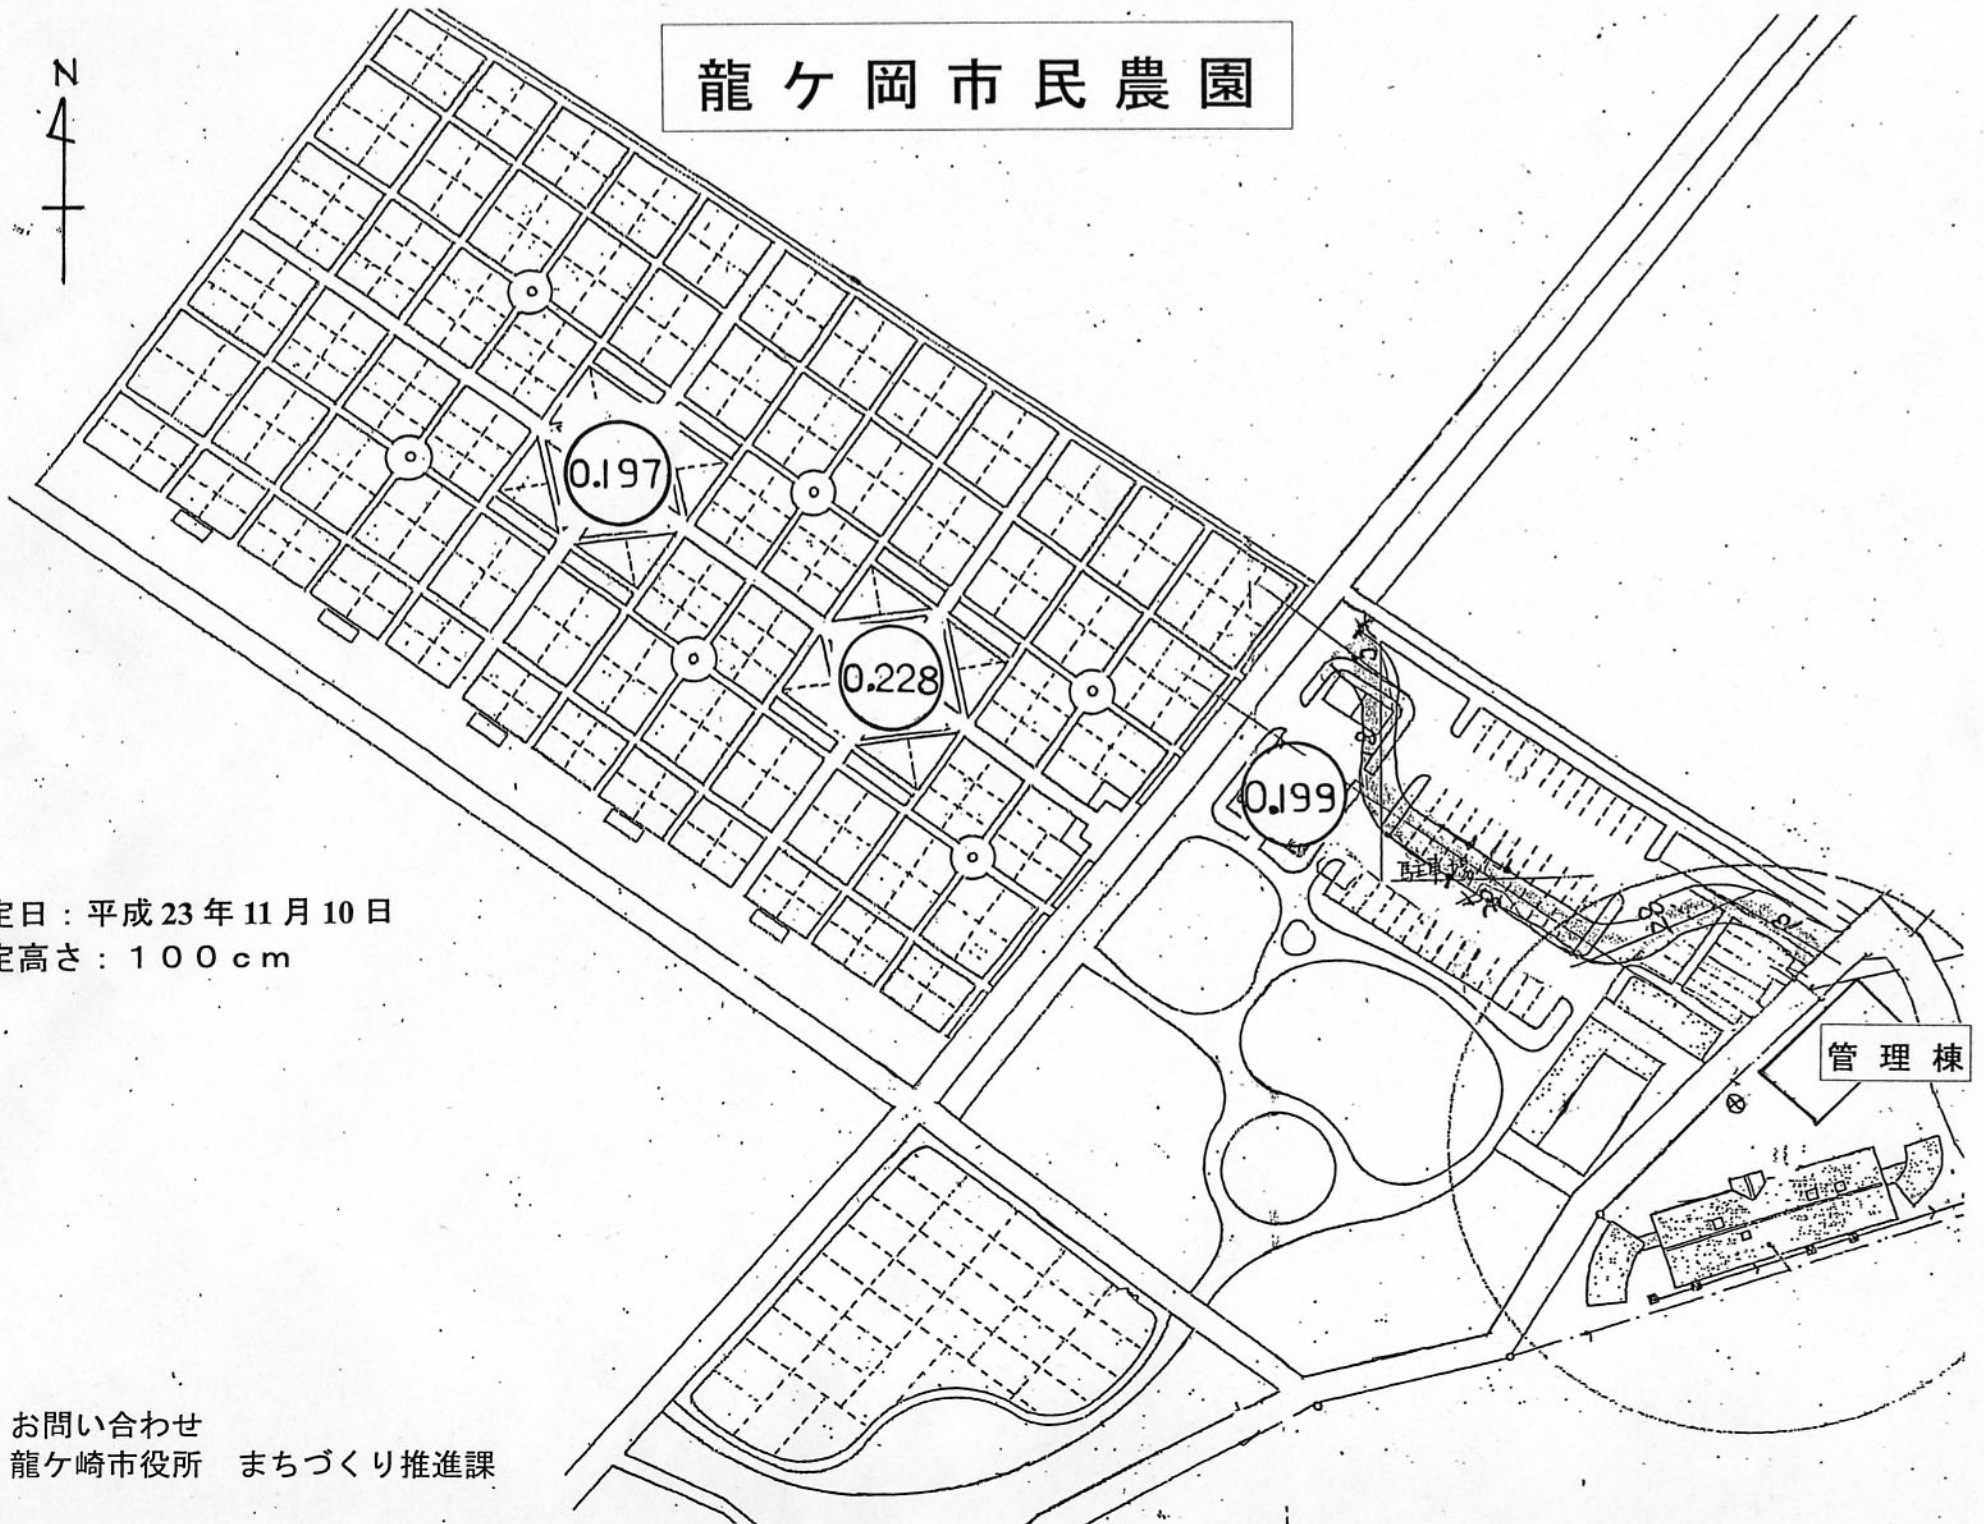 龍ケ岡市民農園
N
0.197
0.228
0.199
駐車場
管理棟
定日：平成23年11月10日
定高さ：１００ｃｍ
お問い合わせ
龍ケ崎市役所　まちづくり推進課